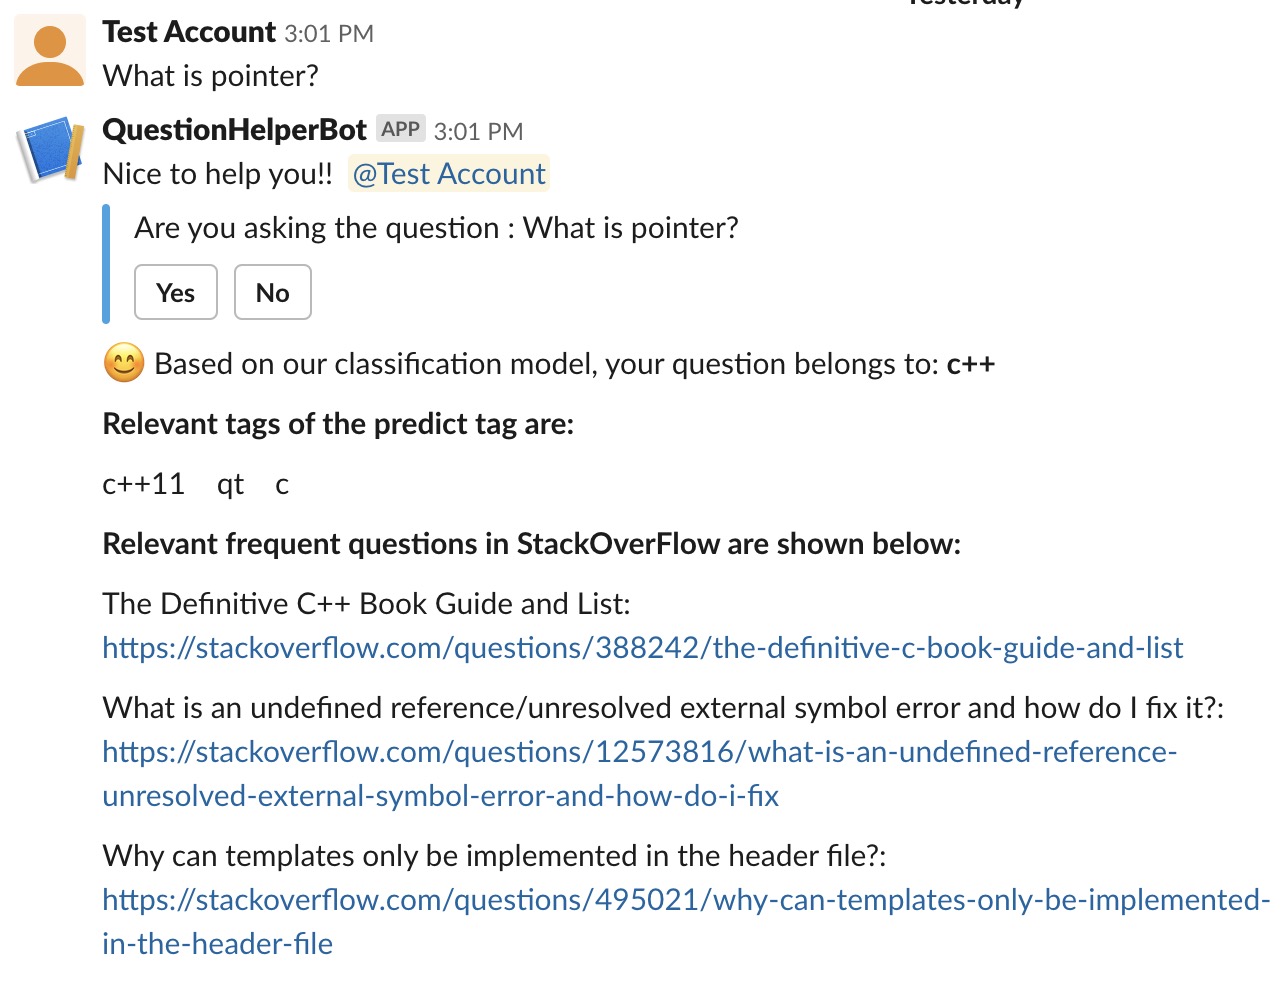 Yesterday
Test Account 3:01 PM
What is pointer?
QuestionHelperBot APP 3:01 PM
Nice to help you!! @Test Account
Are you asking the question : What is pointer?
Yes No
Based on our classification model, your question belongs to: c++
Relevant tags of the predict tag are:
c++11 qt c
Relevant frequent questions in StackOverFlow are shown below:
The Definitive C++ Book Guide and List:
https://stackoverflow.com/questions/388242/the-definitive-c-book-guide-and-list
What is an undefined reference/unresolved external symbol error and how do I fix it?:
https://stackoverflow.com/questions/12573816/what-is-an-undefined-reference-
unresolved-external-symbol-error-and-how-do-i-fix
Why can templates only be implemented in the header file?:
https://stackoverflow.com/questions/495021/why-can-templates-only-be-implemented-
in-the-header-file